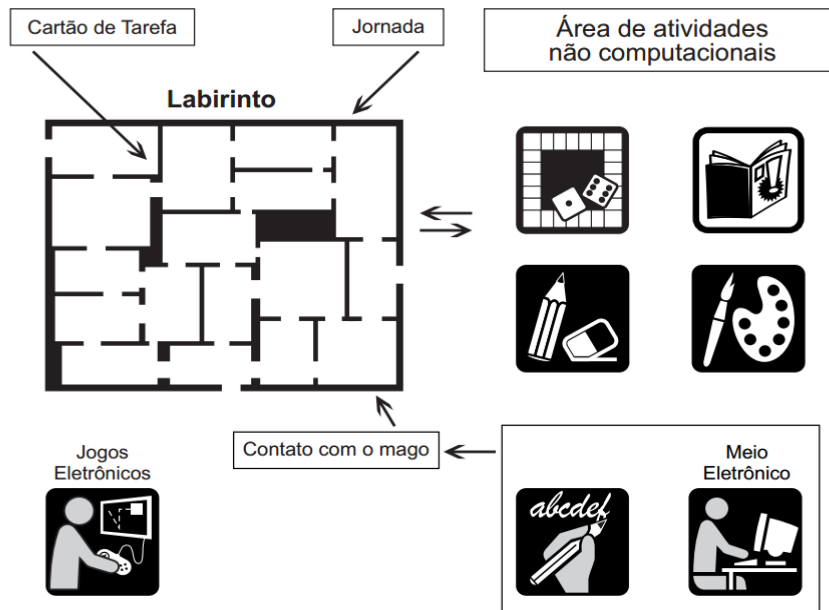 Cartão de Tarefa
Jornada
Área de atividades
não computacionais
Labirinto
Contato com o mago
Jogos
Eletrônicos
Meio
Eletrônico
abcdef